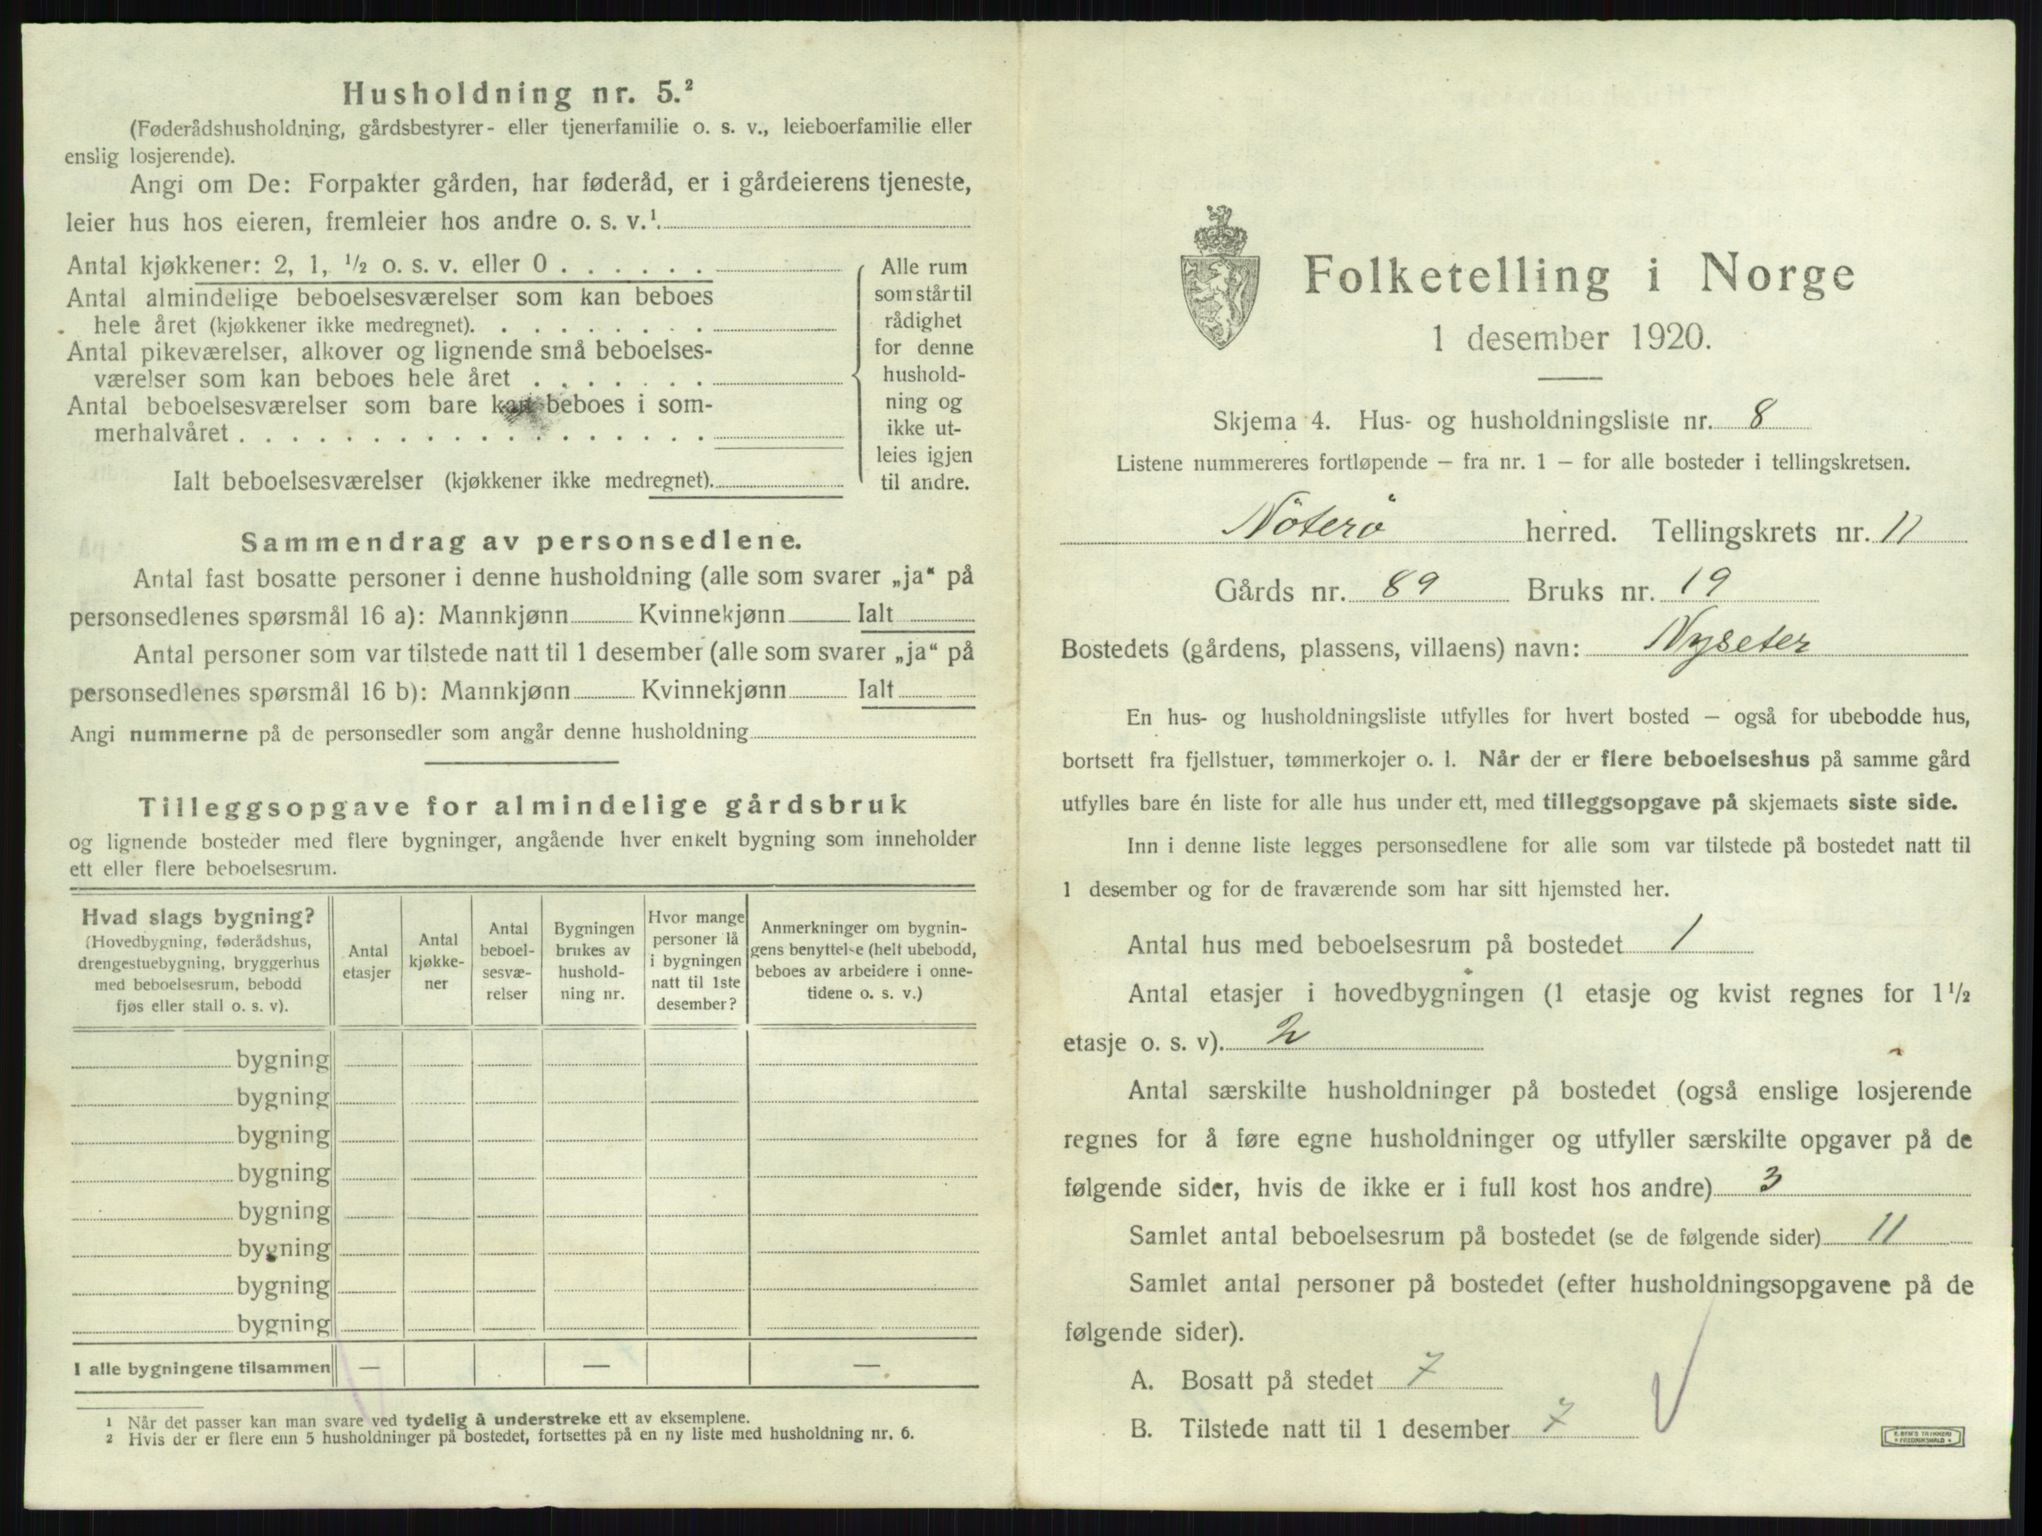 Husholdning nr. 5.²
(Føderådshusholdning, gårdsbestyrer- eller tjenerfamilie o. s. v., leieboerfamilie eller
enslig losjerende).
Angi om De: Forpakter gården, har føderåd, er i gårdeierens tjeneste,
leier hus hos eieren, fremleier hos andre o. s. v.¹.
Antal kjøkkener: 2, 1, ½ o. s. v. eller 0 . . . . . .
Antal almindelige beboelsesværelser som kan beboes
hele året (kjøkkener ikke medregnet). . . . . . . . .
Antal pikeværelser, alkover og lignende små beboelses-
værelser som kan beboes hele året . . . . . . .
Antal beboelsesværelser som bare kan beboes i som-
merhalvåret . . . . . . . . . . . . . . . . . .
Ialt beboelsesværelser (kjøkkener ikke medregnet).
Alle rum
som står til
rådighet
for denne
hushold-
ning og
ikke ut-
leies igjen
til andre.
Sammendrag av personsedlene.
Antal fast bosatte personer i denne husholdning (alle som svarer „ja“ på
personsedlenes spørsmål 16 a): Mannkjønn Kvinnekjønn Ialt
Antal personer som var tilstede natt til 1 desember (alle som svarer „ja“ på
personsedlenes spørsmål 16 b): Mannkjønn Kvinnekjønn Ialt
Angi nummerne på de personsedler som angår denne husholdning
Tilleggsopgave for almindelige gårdsbruk
og lignende bosteder med flere bygninger, angående hver enkelt bygning som inneholder
ett eller flere beboelsesrum.
Hvad slags bygning?
(Hovedbygning, føderådshus,
drengestuebygning, bryggerhus
med beboelsesrum, bebodd
fjøs eller stall o. s. v).
Antal
etasjer
Antal
kjøkke-
ner
Antal
beboel-
sesvæ-
relser
Bygningen
brukes av
hushold-
ning nr.
Hvor mange
personer lå
i bygningen
natt til 1ste
desember?
Anmerkninger om bygnin-
gens benyttelse (helt ubebodd,
beboes av arbeidere i onne-
tidene o. s. v.)
bygning
bygning
bygning
bygning
bygning
bygning
bygning
bygning
I alle bygningene tilsammen — — —
¹ Når det passer kan man svare ved tydelig å understreke ett av eksemplene.
² Hvis der er flere enn 5 husholdninger på bostedet, fortsettes på en ny liste med husholdning nr. 6.
Folketelling i Norge
1 desember 1920.
Skjema 4. Hus- og husholdningsliste nr. 8
Listene nummereres fortløpende – fra nr. 1 – for alle bosteder i tellingskretsen.
Nöterö herred. Tellingskrets nr. 11
Gårds nr. 89 Bruks nr. 19
Bostedets (gårdens, plassens, villaens) navn: Nyseter
En hus- og husholdningsliste utfylles for hvert bosted – også for ubebodde hus,
bortsett fra fjellstuer, tømmerkojer o. l. Når der er flere beboelseshus på samme gård
utfylles bare én liste for alle hus under ett, med tilleggsopgave på skjemaets siste side.
Inn i denne liste legges personsedlene for alle som var tilstede på bostedet natt til
1 desember og for de fraværende som har sitt hjemsted her.
Antal hus med beboelsesrum på bostedet 1
Antal etasjer i hovedbygningen (1 etasje og kvist regnes for 1½
etasje o. s. v). 2
Antal særskilte husholdninger på bostedet (også enslige losjerende
regnes for å føre egne husholdninger og utfyller særskilte opgaver på de
følgende sider, hvis de ikke er i full kost hos andre) 3
Samlet antal beboelsesrum på bostedet (se de følgende sider) 11
Samlet antal personer på bostedet (efter husholdningsopgavene på de
følgende sider).
A. Bosatt på stedet 7
B. Tilstede natt til 1 desember 7
FREDRIKSHALD